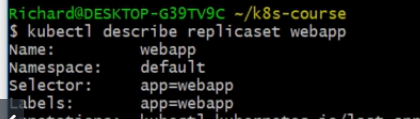 Richard@DESKTOP-G39TV9C ~/k8s-course
$ kubectl describe replicaset webapp
Name: webapp
Namespace: default
Selector: app=webapp
Labels: app=webapp